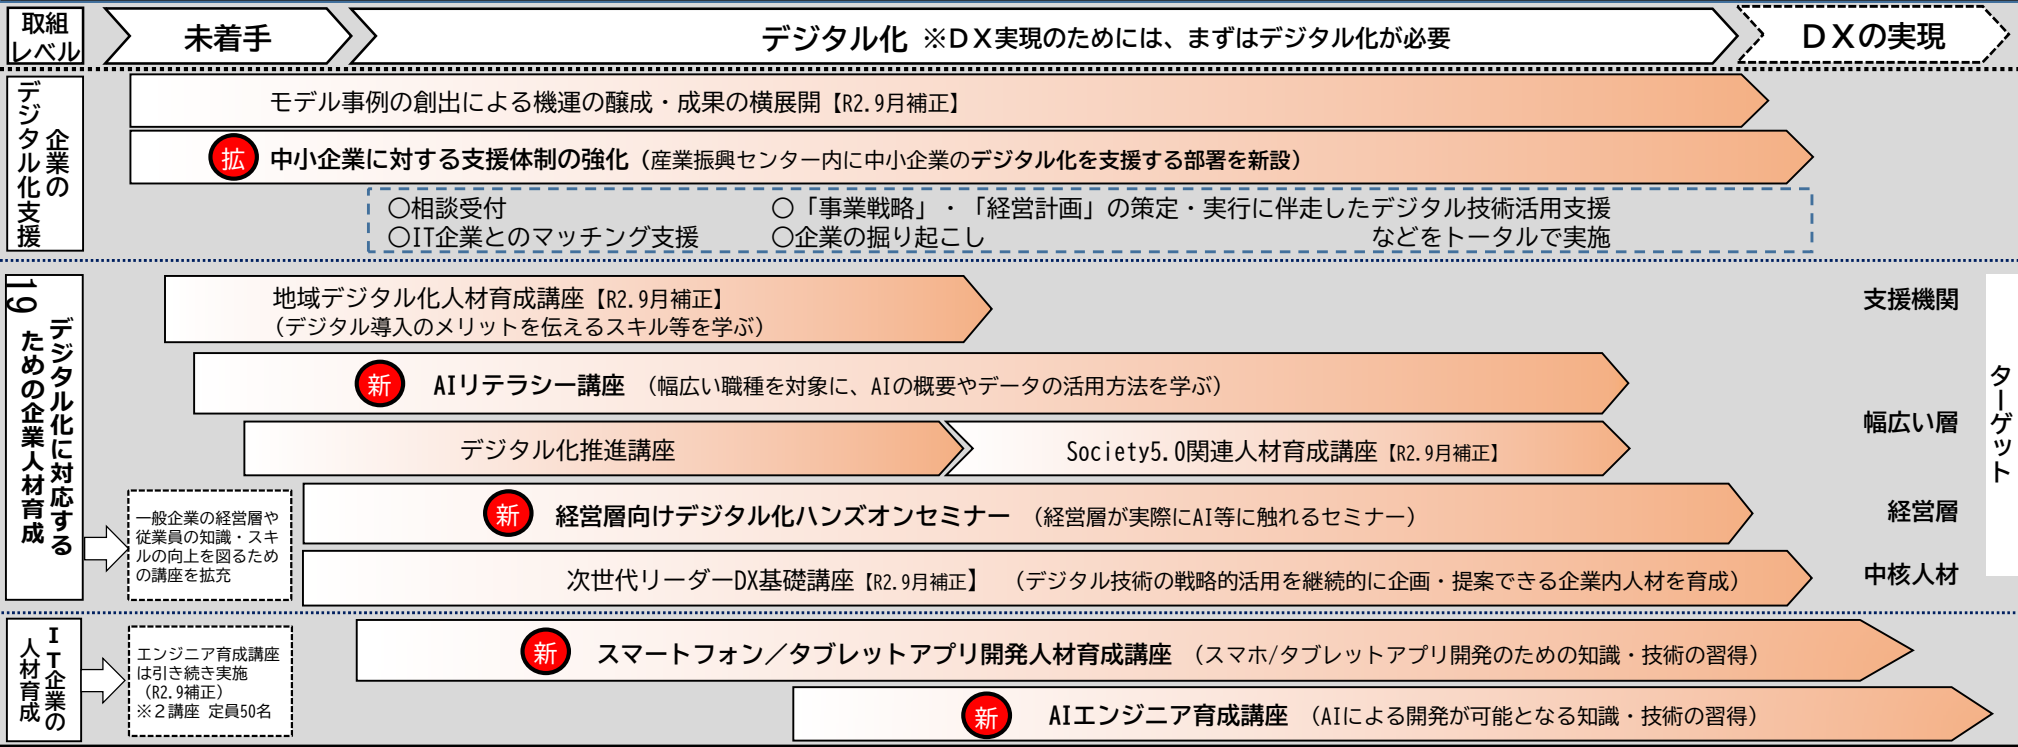 取組
レベル
未着手
デジタル化 ※ＤＸ実現のためには、まずはデジタル化が必要
ＤＸの実現
企業の
デジタル化支援
モデル事例の創出による機運の醸成・成果の横展開【R2.9月補正】
拡 中小企業に対する支援体制の強化（産業振興センター内に中小企業のデジタル化を支援する部署を新設）
○相談受付
○「事業戦略」・「経営計画」の策定・実行に伴走したデジタル技術活用支援
○IT企業とのマッチング支援
○企業の掘り起こし
などをトータルで実施
19
デジタル化に対応する
ための企業人材育成
地域デジタル化人材育成講座【R2.9月補正】
（デジタル導入のメリットを伝えるスキル等を学ぶ）
支援機関
ターゲット
新 AIリテラシー講座 （幅広い職種を対象に、AIの概要やデータの活用方法を学ぶ）
幅広い層
デジタル化推進講座
Society5.0関連人材育成講座【R2.9月補正】
一般企業の経営層や
従業員の知識・スキ
ルの向上を図るため
の講座を拡充
新 経営層向けデジタル化ハンズオンセミナー （経営層が実際にAI等に触れるセミナー）
経営層
次世代リーダーDX基礎講座【R2.9月補正】 （デジタル技術の戦略的活用を継続的に企画・提案できる企業内人材を育成）
中核人材
ＩＴ企業の
人材育成
エンジニア育成講座
は引き続き実施
（R2.9補正）
※２講座 定員50名
新 スマートフォン／タブレットアプリ開発人材育成講座 （スマホ/タブレットアプリ開発のための知識・技術の習得）
新 AIエンジニア育成講座 （AIによる開発が可能となる知識・技術の習得）